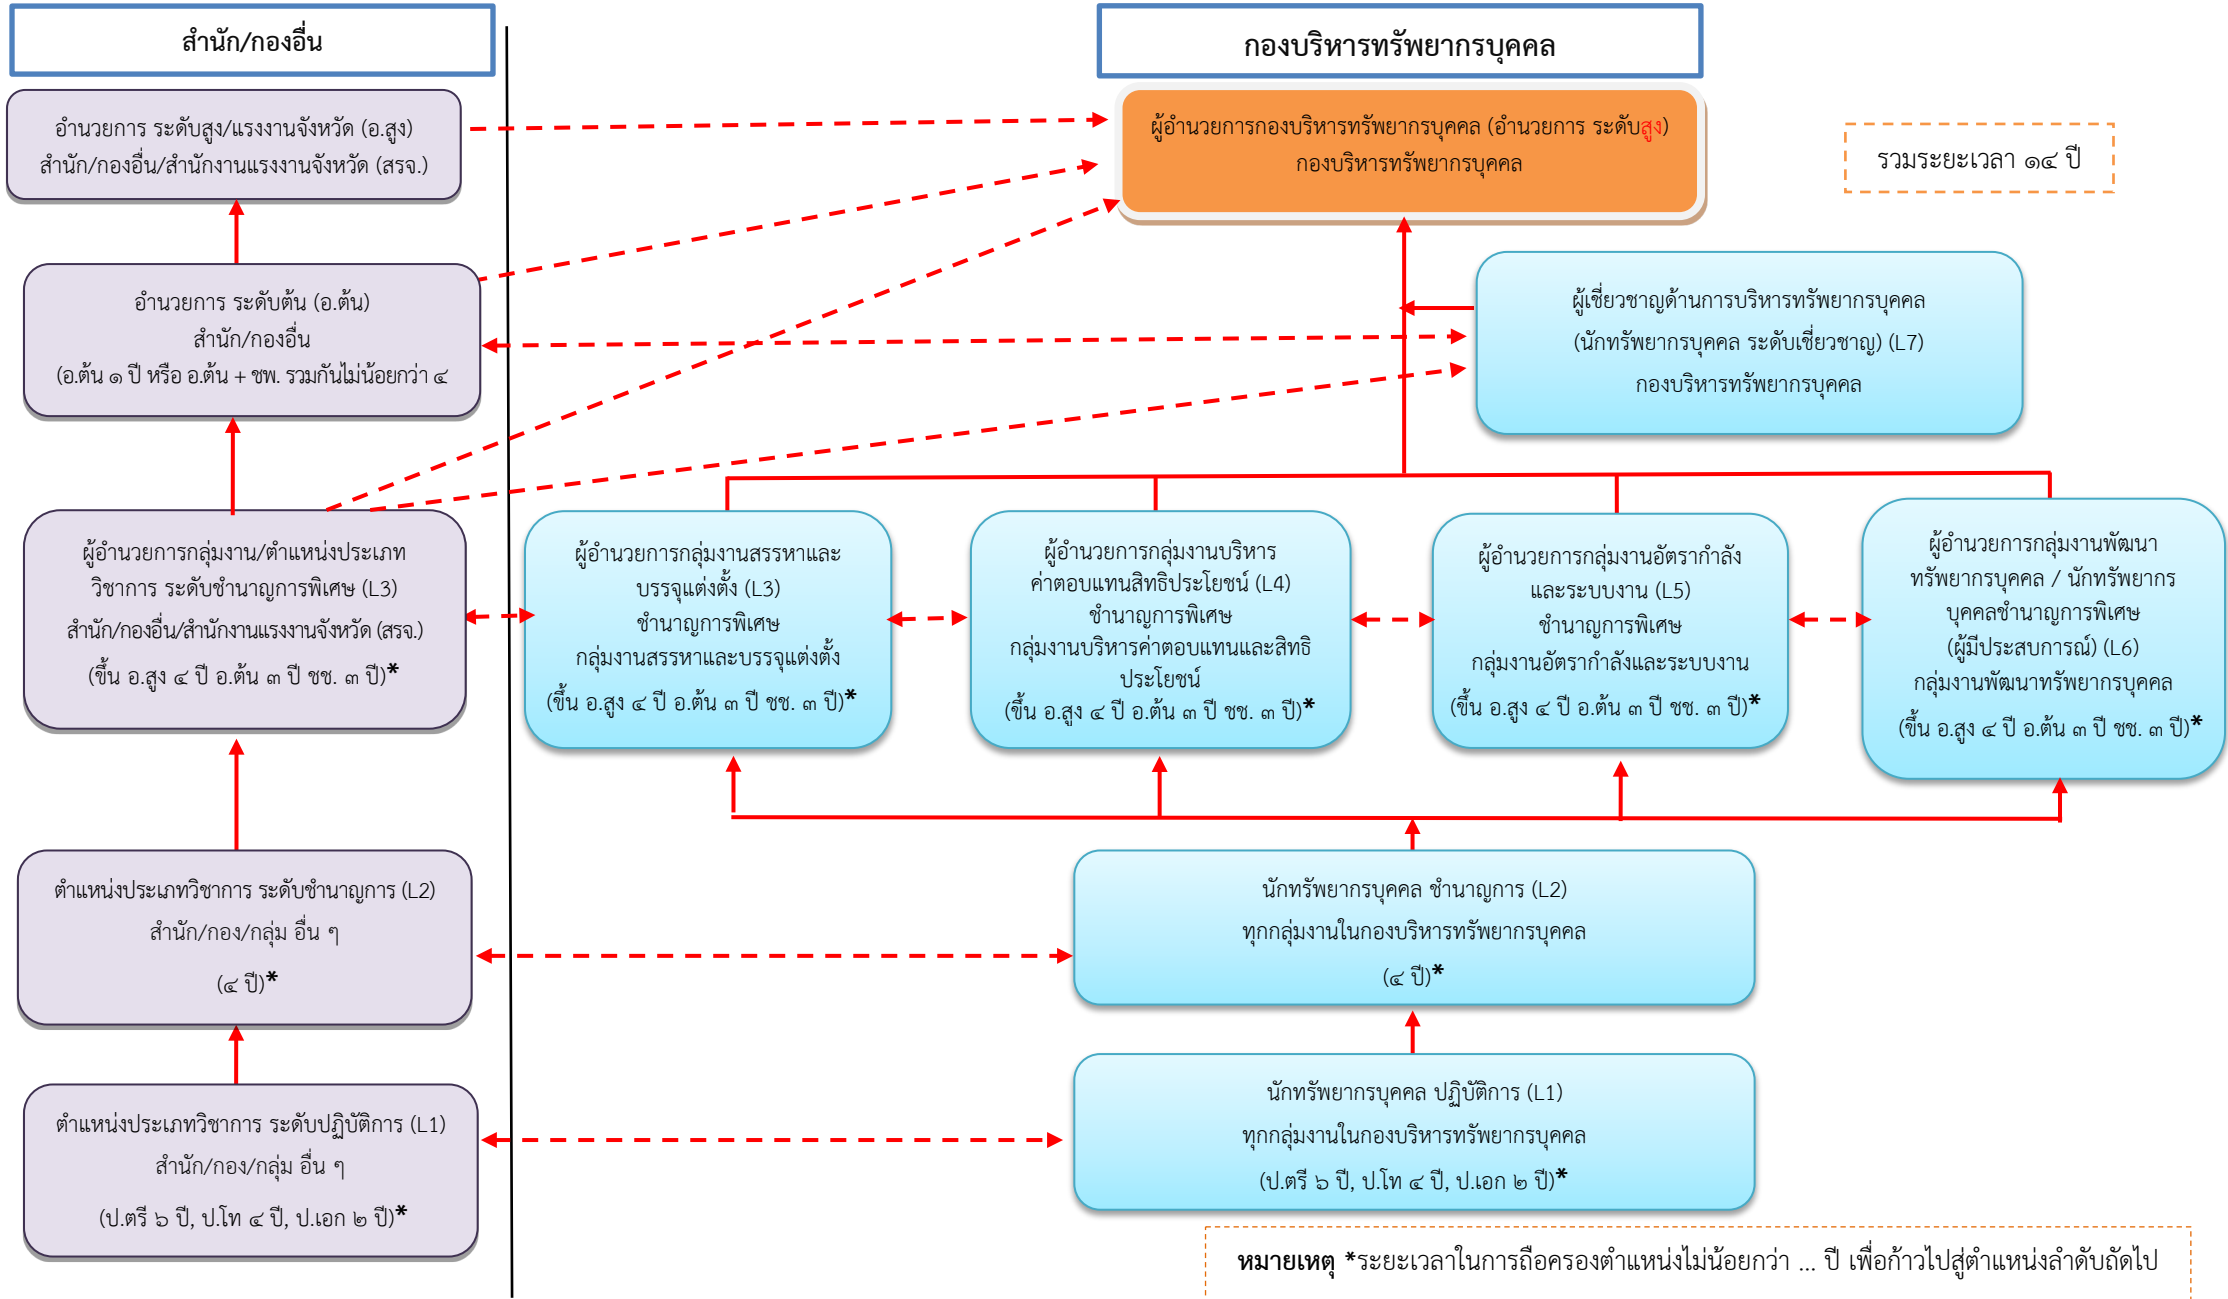 สำนัก/กองอื่น
อำนวยการ ระดับสูง/แรงงานจังหวัด (อ.สูง)
สำนัก/กองอื่น/สำนักงานแรงงานจังหวัด (สรจ.)
อำนวยการ ระดับต้น (อ.ต้น)
สำนัก/กองอื่น
(อ.ต้น ๑ ปี หรือ อ.ต้น + ชพ. รวมกันไม่น้อยกว่า ๔
ผู้อำนวยการกลุ่มงาน/ตำแหน่งประเภท
วิชาการ ระดับชำนาญการพิเศษ (L3)
สำนัก/กองอื่น/สำนักงานแรงงานจังหวัด (สรจ.)
(ขึ้น อ.สูง ๔ ปี อ.ต้น ๓ ปี ชช. ๓ ปี)*
ตำแหน่งประเภทวิชาการ ระดับชำนาญการ (L2)
สำนัก/กอง/กลุ่ม อื่น ๆ
(๔ ปี)*
ตำแหน่งประเภทวิชาการ ระดับปฏิบัติการ (L1)
สำนัก/กอง/กลุ่ม อื่น ๆ
(ป.ตรี ๖ ปี, ป.โท ๔ ปี, ป.เอก ๒ ปี)*
กองบริหารทรัพยากรบุคคล
ผู้อำนวยการกองบริหารทรัพยากรบุคคล (อำนวยการ ระดับสูง)
กองบริหารทรัพยากรบุคคล
รวมระยะเวลา ๑๔ ปี
ผู้เชี่ยวชาญด้านการบริหารทรัพยากรบุคคล
(นักทรัพยากรบุคคล ระดับเชี่ยวชาญ) (L7)
กองบริหารทรัพยากรบุคคล
ผู้อำนวยการกลุ่มงานสรรหาและ
บรรจุแต่งตั้ง (L3)
ชำนาญการพิเศษ
กลุ่มงานสรรหาและบรรจุแต่งตั้ง
(ขึ้น อ.สูง ๔ ปี อ.ต้น ๓ ปี ชช. ๓ ปี)*
ผู้อำนวยการกลุ่มงานบริหาร
ค่าตอบแทนสิทธิประโยชน์ (L4)
ชำนาญการพิเศษ
กลุ่มงานบริหารค่าตอบแทนและสิทธิ
ประโยชน์
(ขึ้น อ.สูง ๔ ปี อ.ต้น ๓ ปี ชช. ๓ ปี)*
ผู้อำนวยการกลุ่มงานอัตรากำลัง
และระบบงาน (L5)
ชำนาญการพิเศษ
กลุ่มงานอัตรากำลังและระบบงาน
(ขึ้น อ.สูง ๔ ปี อ.ต้น ๓ ปี ชช. ๓ ปี)*
ผู้อำนวยการกลุ่มงานพัฒนา
ทรัพยากรบุคคล / นักทรัพยากร
บุคคลชำนาญการพิเศษ
(ผู้มีประสบการณ์) (L6)
กลุ่มงานพัฒนาทรัพยากรบุคคล
(ขึ้น อ.สูง ๔ ปี อ.ต้น ๓ ปี ชช. ๓ ปี)*
นักทรัพยากรบุคคล ชำนาญการ (L2)
ทุกกลุ่มงานในกองบริหารทรัพยากรบุคคล
(๔ ปี)*
นักทรัพยากรบุคคล ปฏิบัติการ (L1)
ทุกกลุ่มงานในกองบริหารทรัพยากรบุคคล
(ป.ตรี ๖ ปี, ป.โท ๔ ปี, ป.เอก ๒ ปี)*
หมายเหตุ *ระยะเวลาในการถือครองตำแหน่งไม่น้อยกว่า ... ปี เพื่อก้าวไปสู่ตำแหน่งลำดับถัดไป